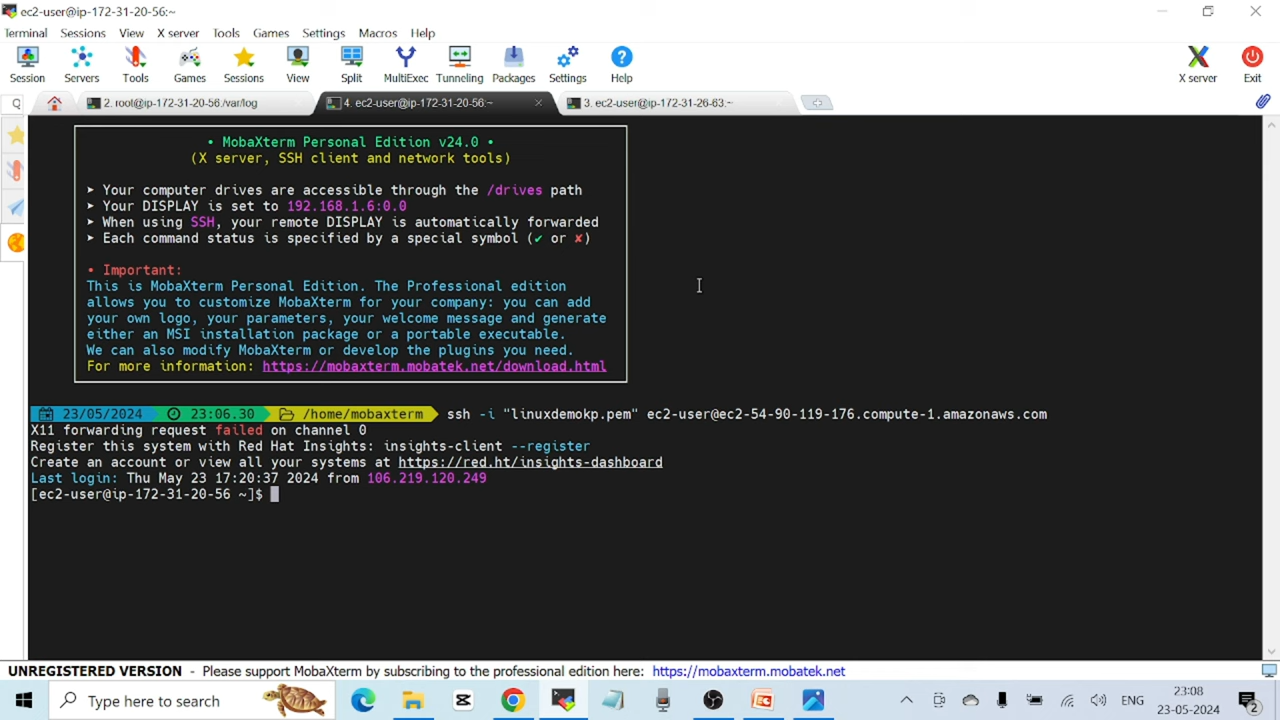 ec2-user@ip-172-31-20-56:~
Terminal Sessions View X server Tools Games Settings Macros Help
Session Servers Tools Games Sessions View Split MultiExec Tunneling Packages Settings Help X server Exit
2. root@ip-172-31-20-56:/var/log 4. ec2-user@ip-172-31-20-56:~ 3. ec2-user@ip-172-31-26-63:~
• MobaXterm Personal Edition v24.0 •
(X server, SSH client and network tools)
➤ Your computer drives are accessible through the /drives path
➤ Your DISPLAY is set to 192.168.1.6:0.0
➤ When using SSH, your remote DISPLAY is automatically forwarded
➤ Each command status is specified by a special symbol (✔ or ✘)
• Important:
This is MobaXterm Personal Edition. The Professional edition
allows you to customize MobaXterm for your company: you can add
your own logo, your parameters, your welcome message and generate
either an MSI installation package or a portable executable.
We can also modify MobaXterm or develop the plugins you need.
For more information: https://mobaxterm.mobatek.net/download.html
23/05/2024 23:06.30 /home/mobaxterm ssh -i "linuxdemokp.pem" ec2-user@ec2-54-90-119-176.compute-1.amazonaws.com
X11 forwarding request failed on channel 0
Register this system with Red Hat Insights: insights-client --register
Create an account or view all your systems at https://red.ht/insights-dashboard
Last login: Thu May 23 17:20:37 2024 from 106.219.120.249
[ec2-user@ip-172-31-20-56 ~]$
UNREGISTERED VERSION - Please support MobaXterm by subscribing to the professional edition here: https://mobaxterm.mobatek.net
Type here to search ENG 23:08
23-05-2024
2